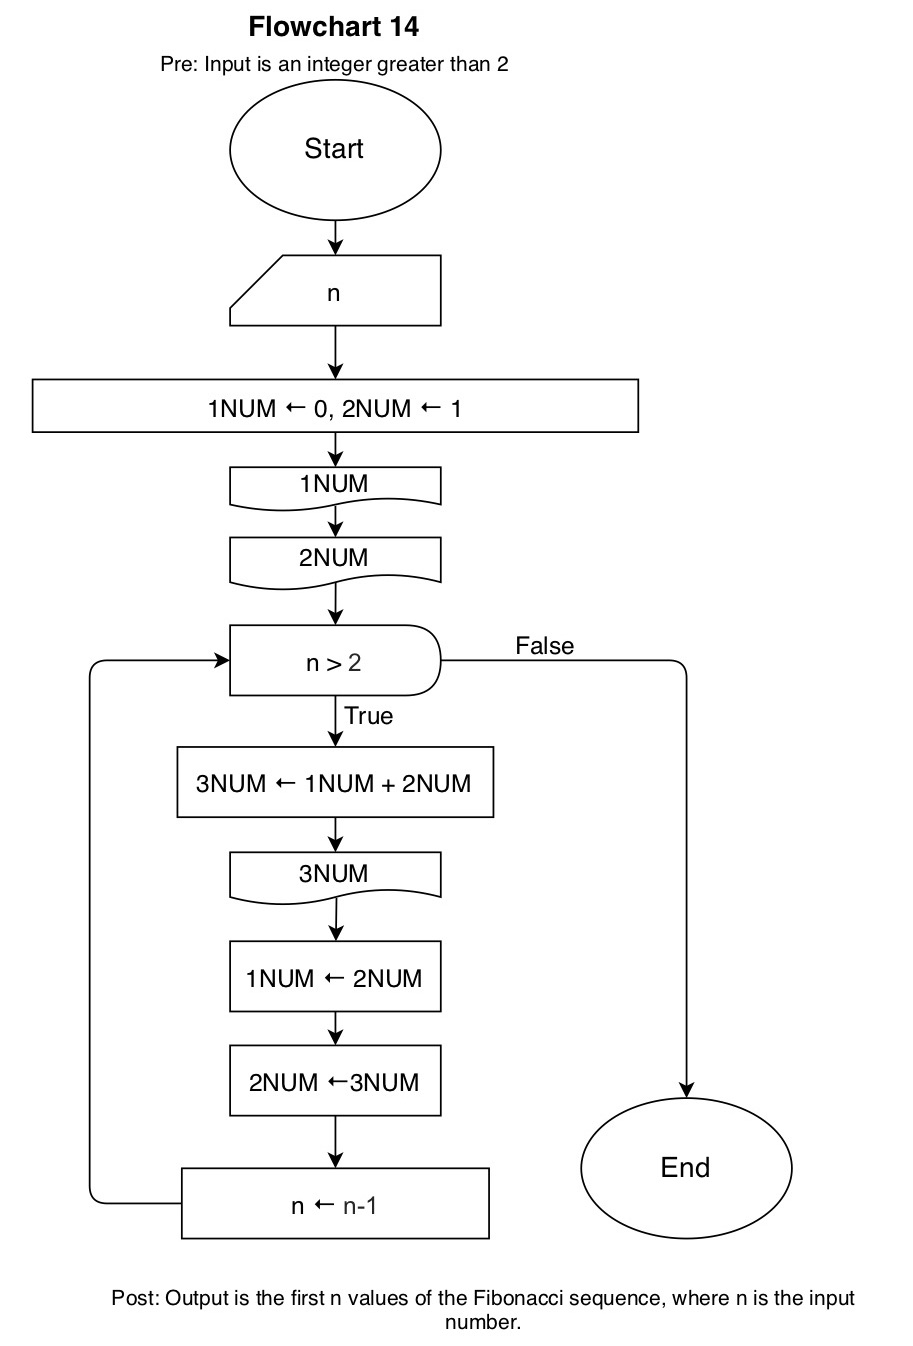 Flowchart 14
Pre: Input is an integer greater than 2
Start
n
1NUM ← 0, 2NUM ← 1
1NUM
2NUM
n > 2
False
True
3NUM ← 1NUM + 2NUM
3NUM
1NUM ← 2NUM
2NUM ←3NUM
n ← n-1
End
Post: Output is the first n values of the Fibonacci sequence, where n is the input
number.